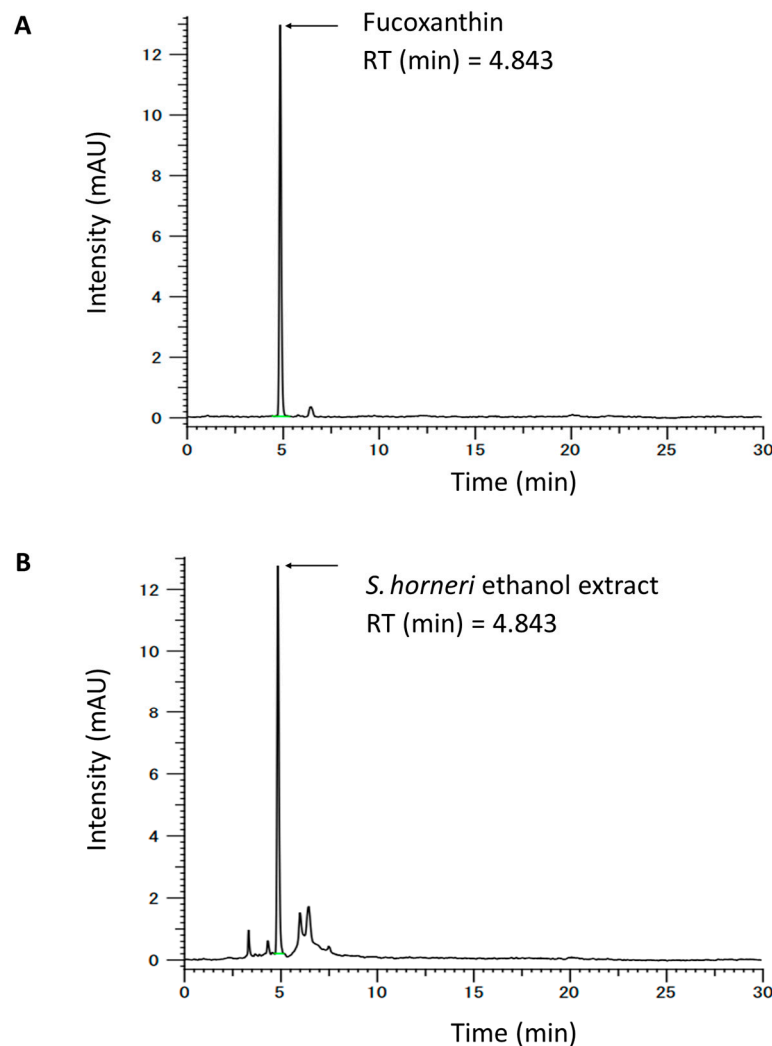 A
Fucoxanthin
RT (min) = 4.843
12
10
8
6
4
2
0
Intensity (mAU)
0 5 10 15 20 25 30
Time (min)
B
S. horneri ethanol extract
RT (min) = 4.843
12
10
8
6
4
2
0
Intensity (mAU)
0 5 10 15 20 25 30
Time (min)